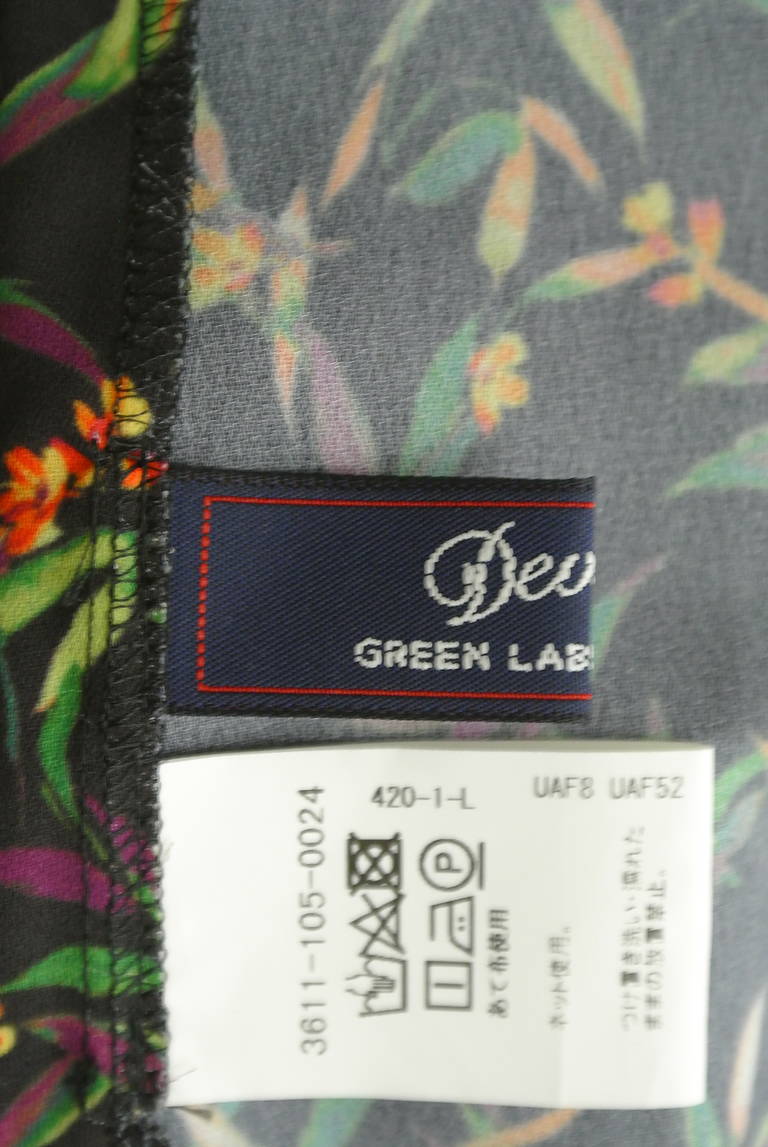 Dev
GREEN LAB
3611-105-0024
420-1-L
P
あて布使用
UAF8 UAF52
ネット使用。
つけ置き洗い・濡れた
ままの放置禁止。